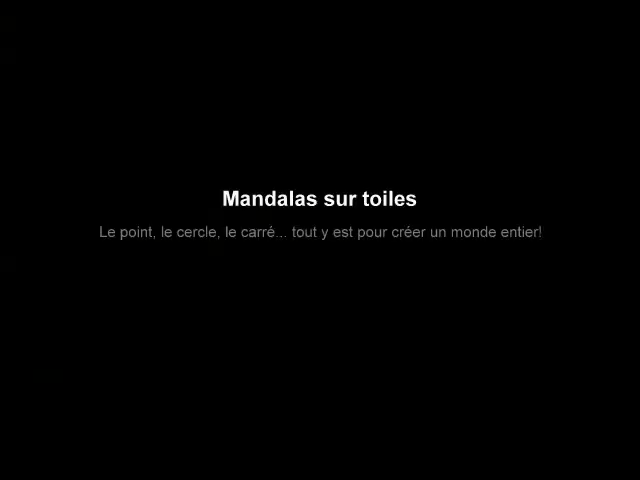 Mandalas sur toiles
Le point, le cercle, le carré... tout y est pour créer un monde entier!